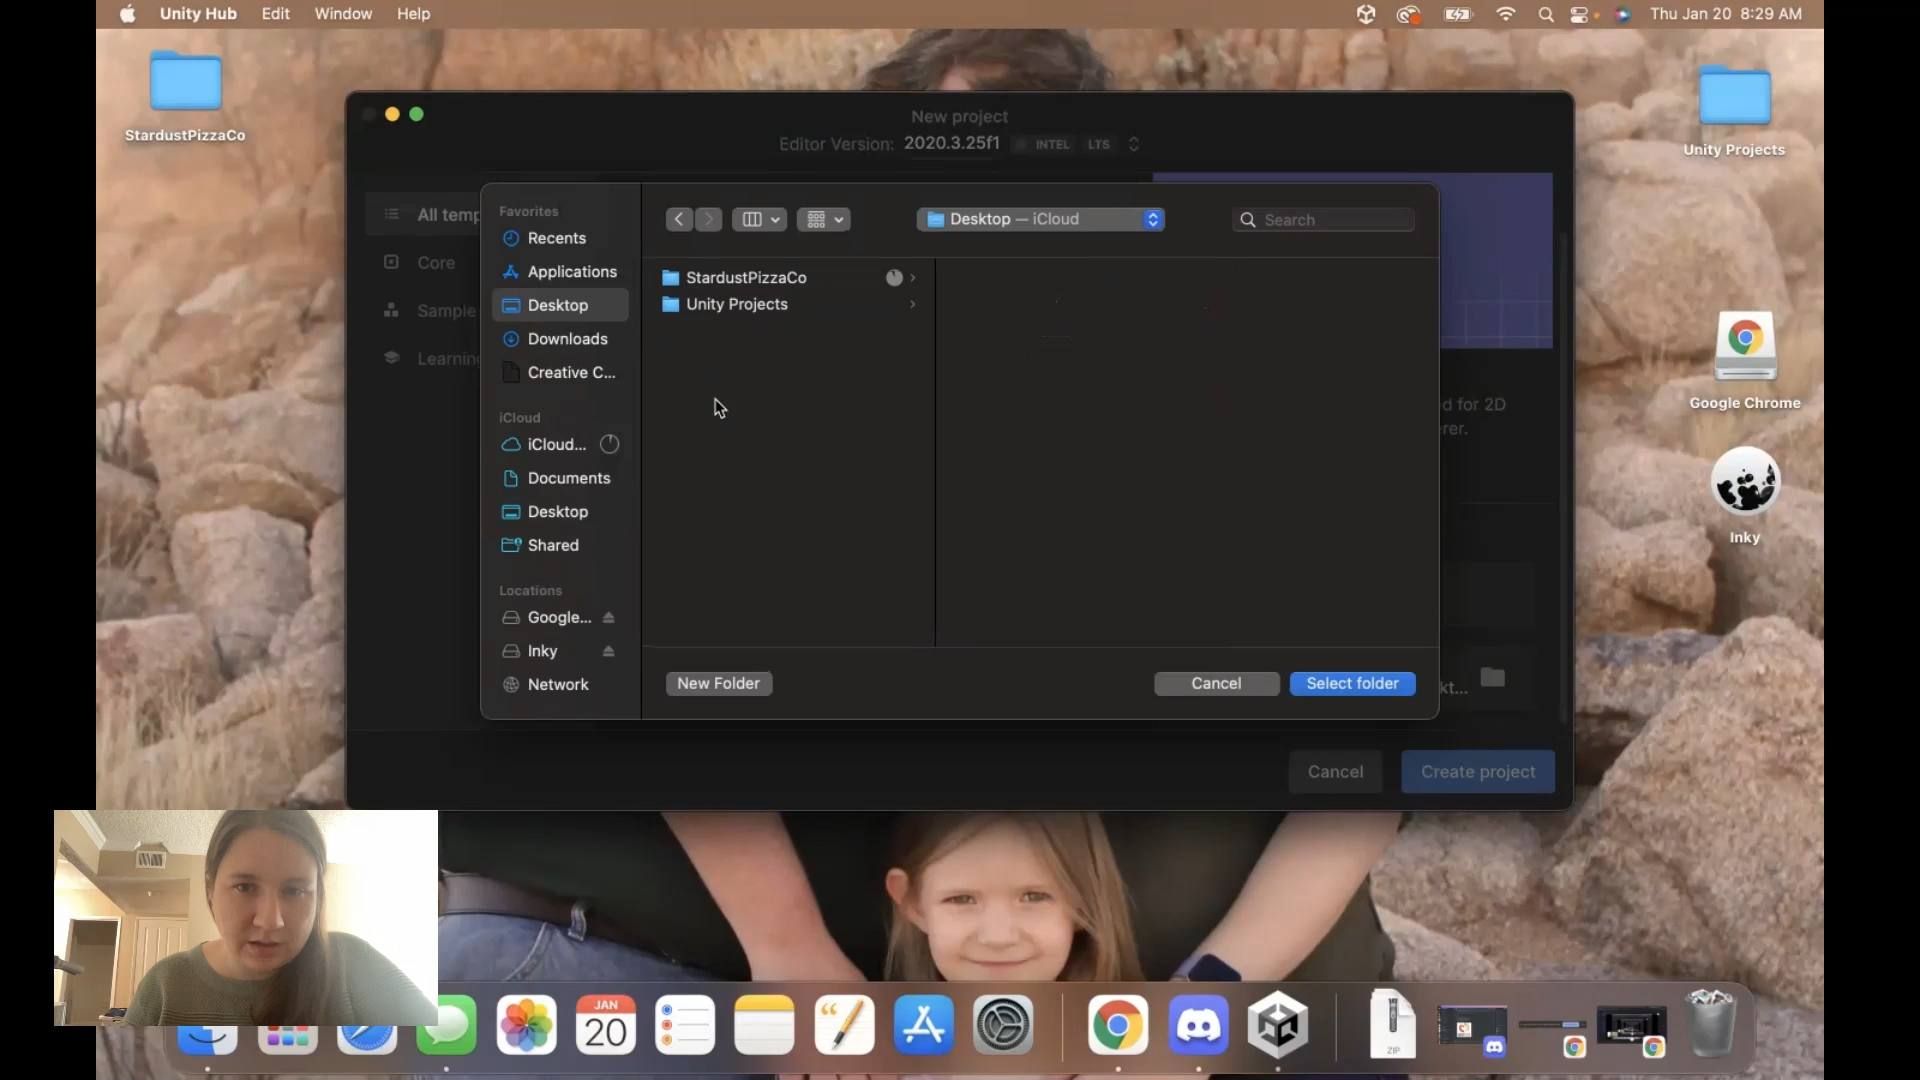 Unity Hub Edit Window Help
Thu Jan 20 8:29 AM
StardustPizzaCo
Unity Projects
Google Chrome
Inky
New project
Editor Version: 2020.3.25f1 INTEL LTS
All temp
Core
Sample
Learning
Favorites
Recents
Applications
Desktop
Downloads
Creative C...
iCloud
iCloud...
Documents
Desktop
Shared
Locations
Google...
Inky
Network
Desktop — iCloud
Search
StardustPizzaCo
Unity Projects
New Folder
Cancel
Select folder
d for 2D
rer.
kt...
Cancel
Create project
JAN
20
ZIP